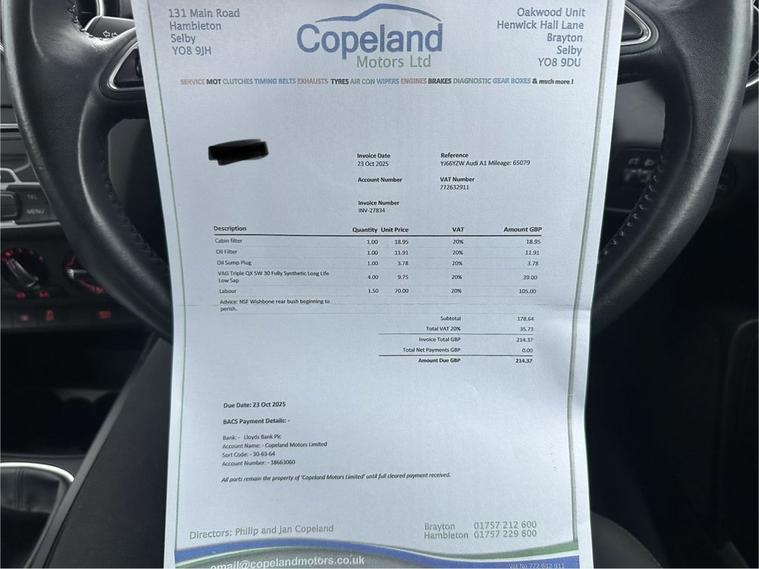 131 Main Road
Hambleton
Selby
YO8 9JH
Copeland
Motors Ltd
Oakwood Unit
Henwick Hall Lane
Brayton
Selby
YO8 9DU
SERVICE MOT CLUTCHES TIMING BELTS EXHAUSTS TYRES AIR CON WIPERS ENGINES BRAKES DIAGNOSTIC GEAR BOXES & much more!
Invoice Date
23 Oct 2025
Reference
YJ66YZW Audi A1 Mileage: 65079
Account Number
VAT Number
772632911
Invoice Number
INV-27834
Description Quantity Unit Price VAT Amount GBP
Cabin filter 1.00 18.95 20% 18.95
Oil Filter 1.00 11.91 20% 11.91
Oil Sump Plug 1.00 3.78 20% 3.78
VAG Triple QX 5W 30 Fully Synthetic Long Life
Low Sap 4.00 9.75 20% 39.00
Labour 1.50 70.00 20% 105.00
Advice: NSF Wishbone rear bush beginning to
perish.
Subtotal 178.64
Total VAT 20% 35.73
Invoice Total GBP 214.37
Total Net Payments GBP 0.00
Amount Due GBP 214.37
Due Date: 23 Oct 2025
BACS Payment Details: -
Bank: - Lloyds Bank Plc
Account Name: - Copeland Motors Limited
Sort Code: - 30-63-64
Account Number: - 38663060
All parts remain the property of 'Copeland Motors Limited' until full cleared payment received.
Directors: Philip and Jan Copeland
Brayton 01757 212 600
Hambleton 01757 229 600
email@copelandmotors.co.uk
MENU